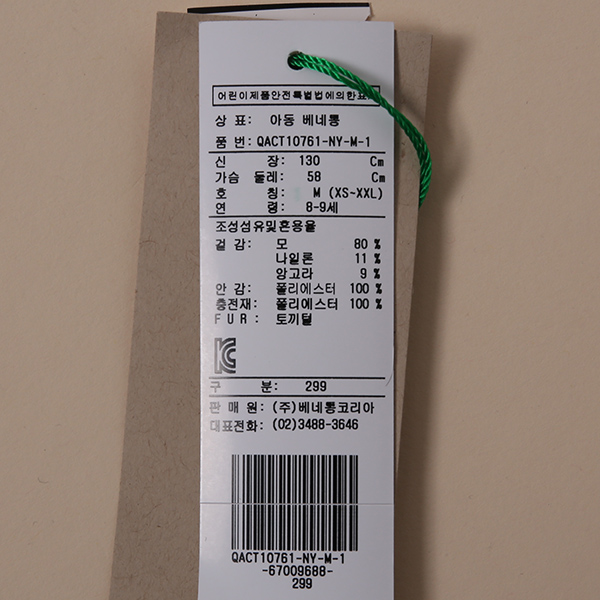 어린이제품안전특별법에의한표
상 표: 아동 베네통
품 번: QACT10761-NY-M-1
신 장: 130 Cm
가슴 둘레: 58 Cm
호 칭: M (XS~XXL)
연 령: 8-9세
조성섬유및혼용율
겉 감: 모 80 %
나일론 11 %
앙고라 9 %
안 감: 폴리에스터 100 %
충전재: 폴리에스터 100 %
F U R : 토끼털
KC
구 분: 299
판 매 원: (주)베네통코리아
대표전화: (02)3488-3646
QACT10761-NY-M-1
-67009688-
299